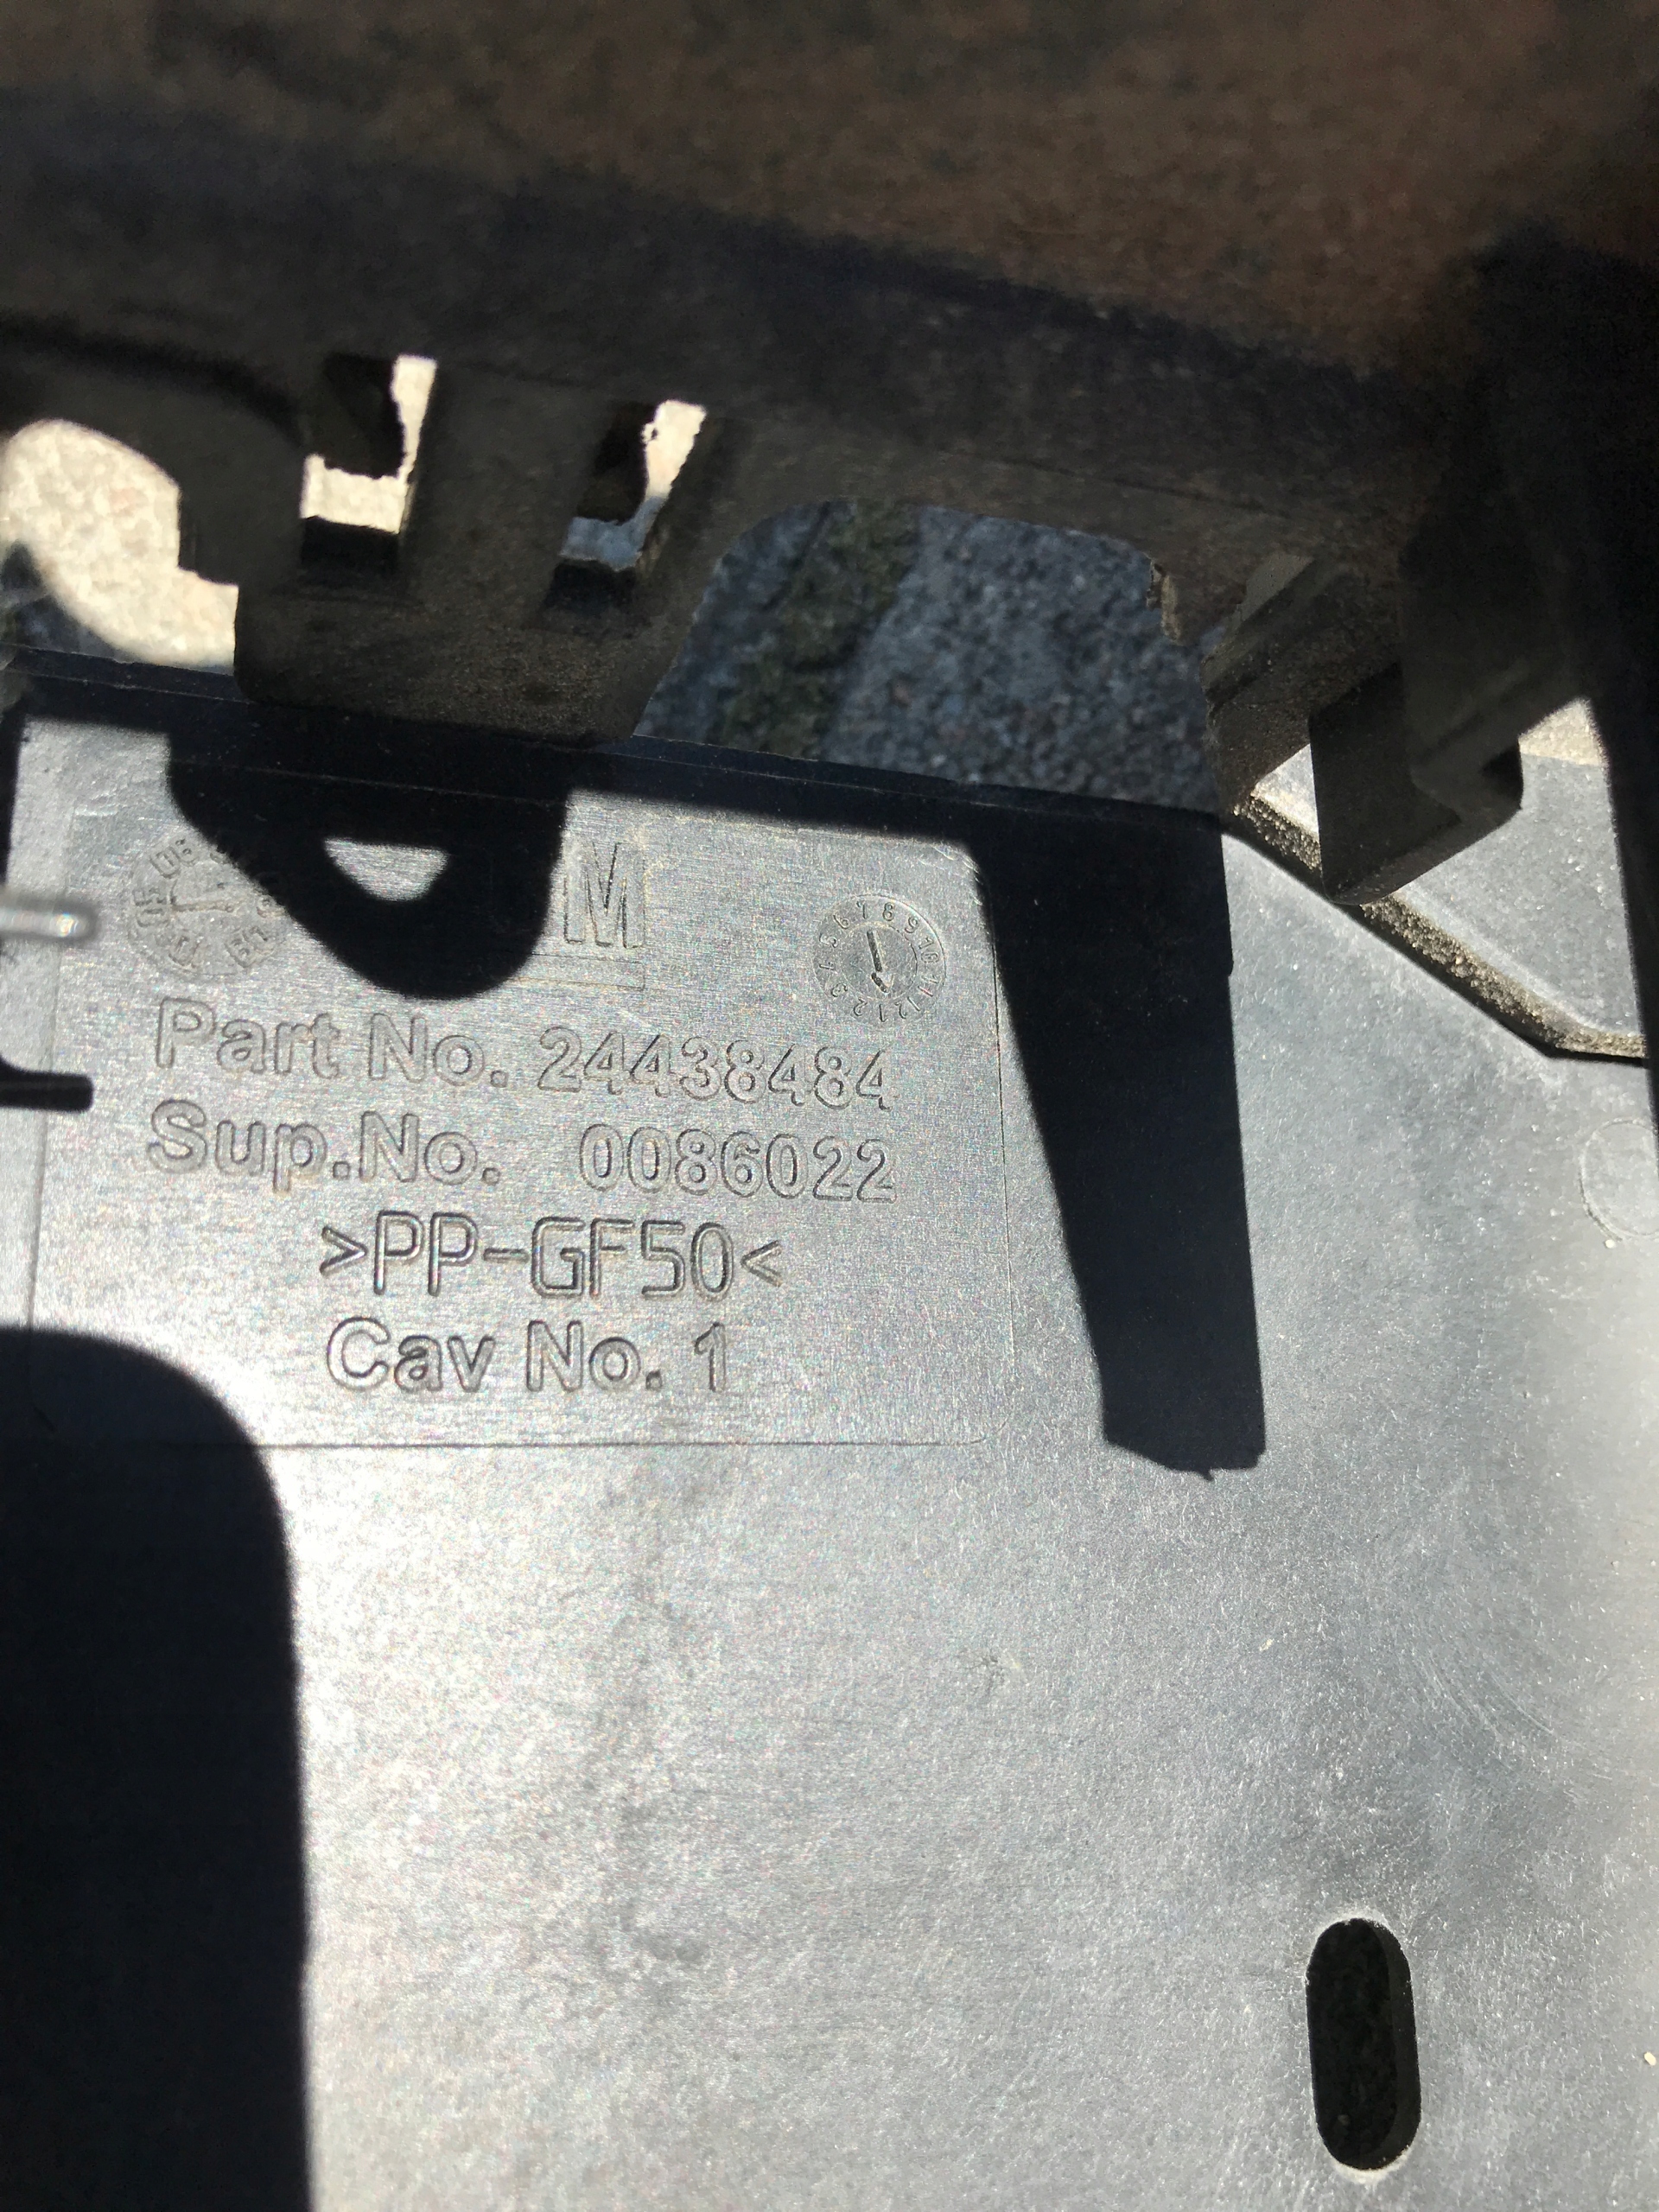 M
Part No. 24438484
Sup.No. 0086022
>PP-GF50<
Cav No. 1